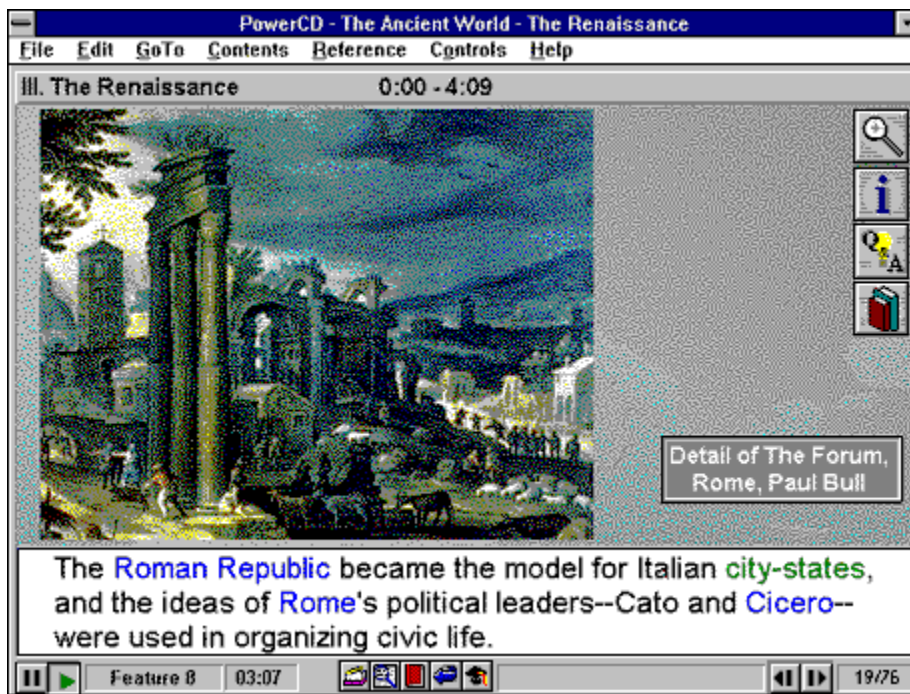 PowerCD - The Ancient World - The Renaissance
File Edit GoTo Contents Reference Controls Help
III. The Renaissance 0:00 - 4:09
Q
A
Detail of The Forum,
Rome, Paul Bull
The Roman Republic became the model for Italian city-states,
and the ideas of Rome's political leaders--Cato and Cicero--
were used in organizing civic life.
Feature 8 03:07 19/76